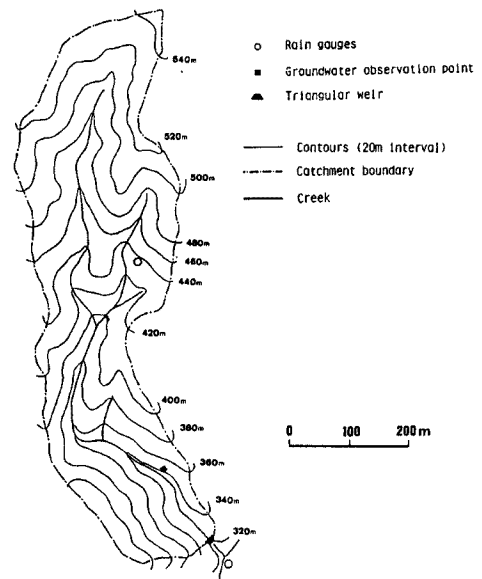 540m
Rain gauges
Groundwater observation point
Triangular weir
520m
Contours (20m interval)
Catchment boundary
500m
Creek
480m
460m
440m
420m
400m
380m
0 100 200 m
360m
340m
320m